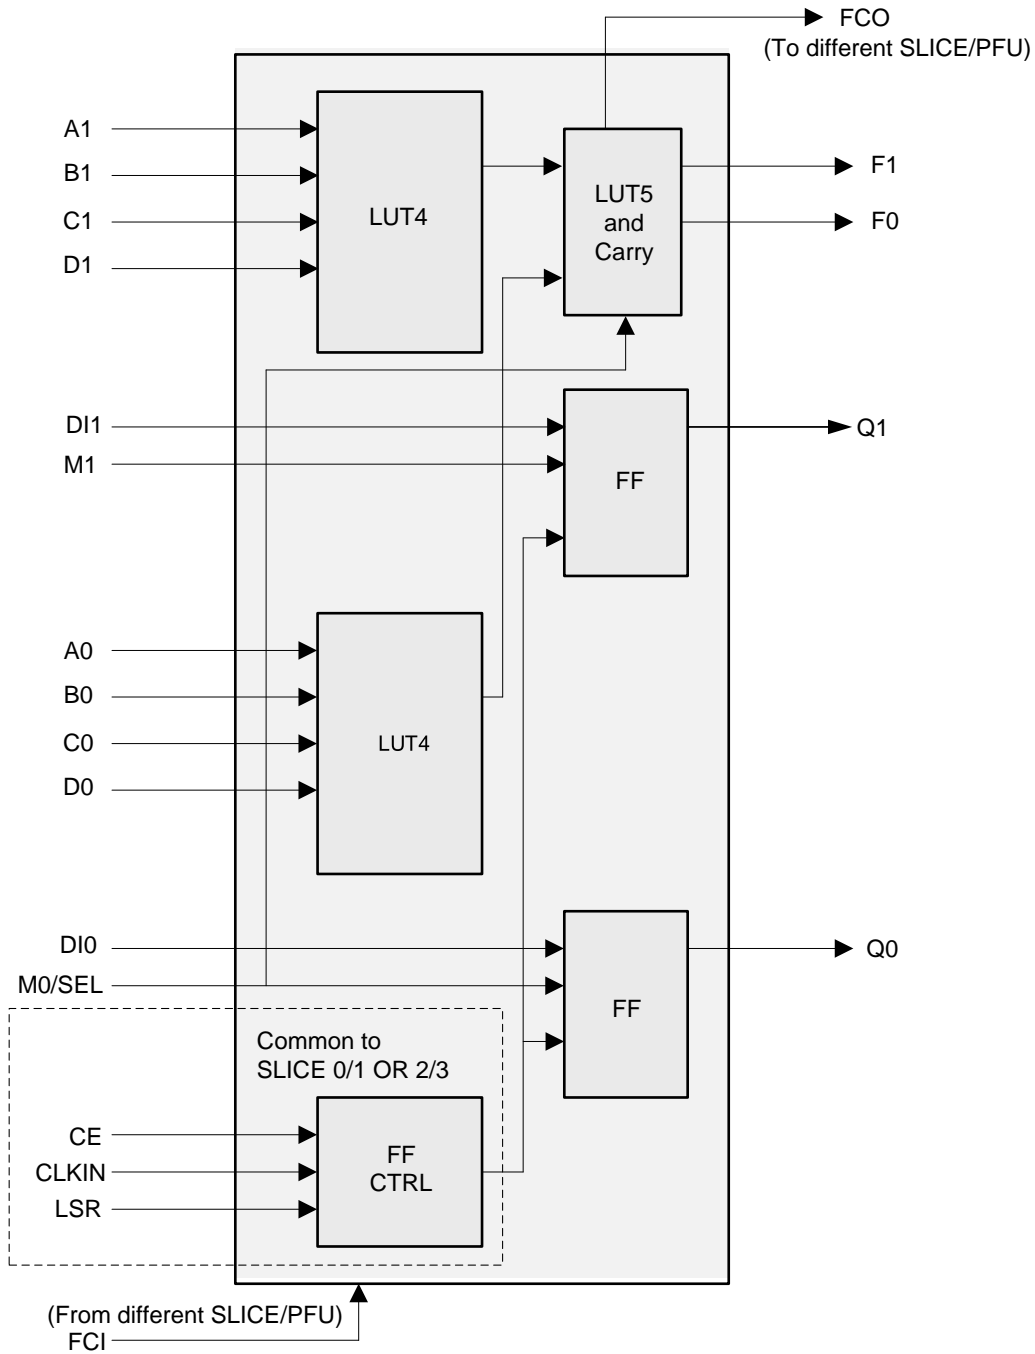 FCO
(To different SLICE/PFU)
A1
B1
C1
D1
LUT4
LUT5
and
Carry
F1
F0
DI1
M1
FF
Q1
A0
B0
C0
D0
LUT4
DI0
M0/SEL
FF
Q0
Common to
SLICE 0/1 OR 2/3
CE
CLKIN
LSR
FF
CTRL
(From different SLICE/PFU)
FCI